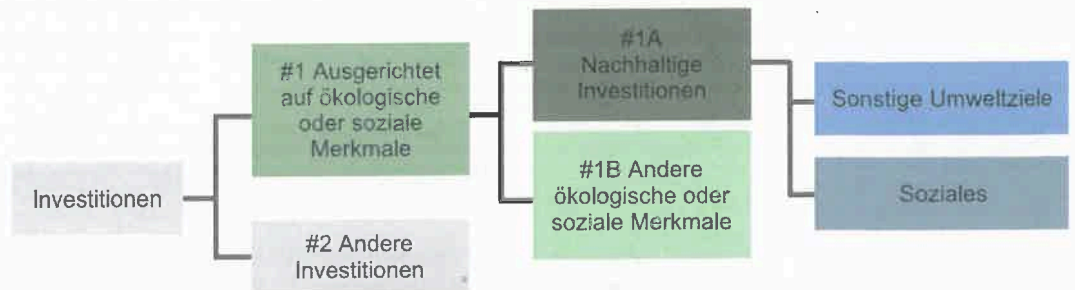 Investitionen
#1 Ausgerichtet
auf ökologische
oder soziale
Merkmale
#2 Andere
Investitionen
#1A
Nachhaltige
Investitionen
#1B Andere
ökologische oder
soziale Merkmale
Sonstige Umweltziele
Soziales